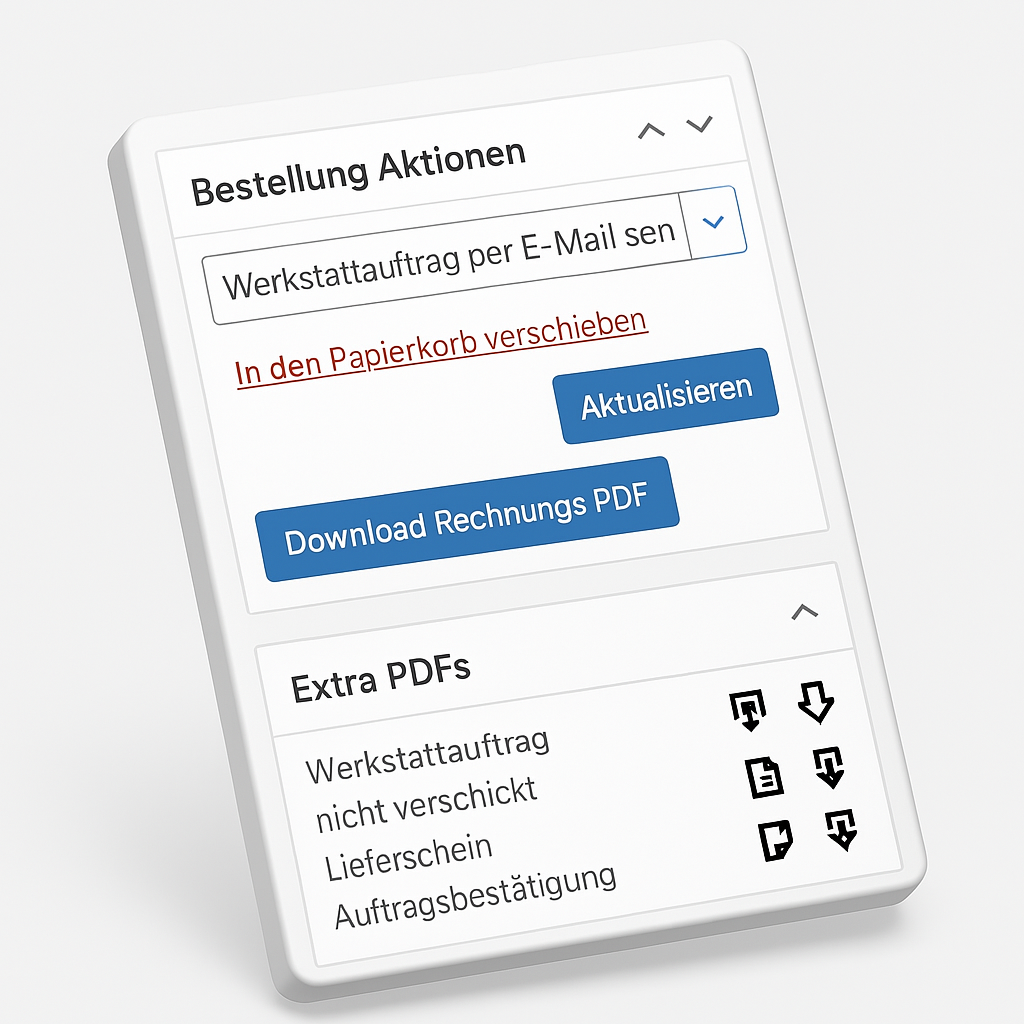 Bestellung Aktionen
Werkstattauftrag per E-Mail sen
In den Papierkorb verschieben
Aktualisieren
Download Rechnungs PDF
Extra PDFs
Werkstattauftrag
nicht verschickt
Lieferschein
Auftragsbestätigung